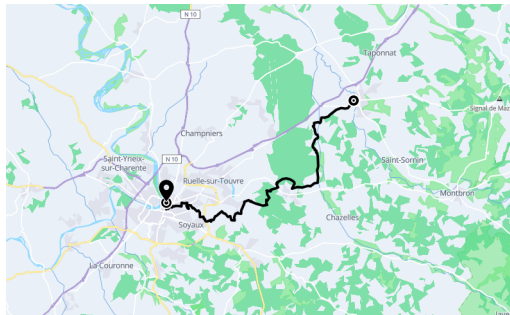 N 10
Taponnat
Signal de Maz
Champniers
Saint-Yrieix-
sur-Charente
N 10
Saint-Sornin
Ruelle-sur-Touvre
Montbron
Chazelles
Soyaux
La Couronne